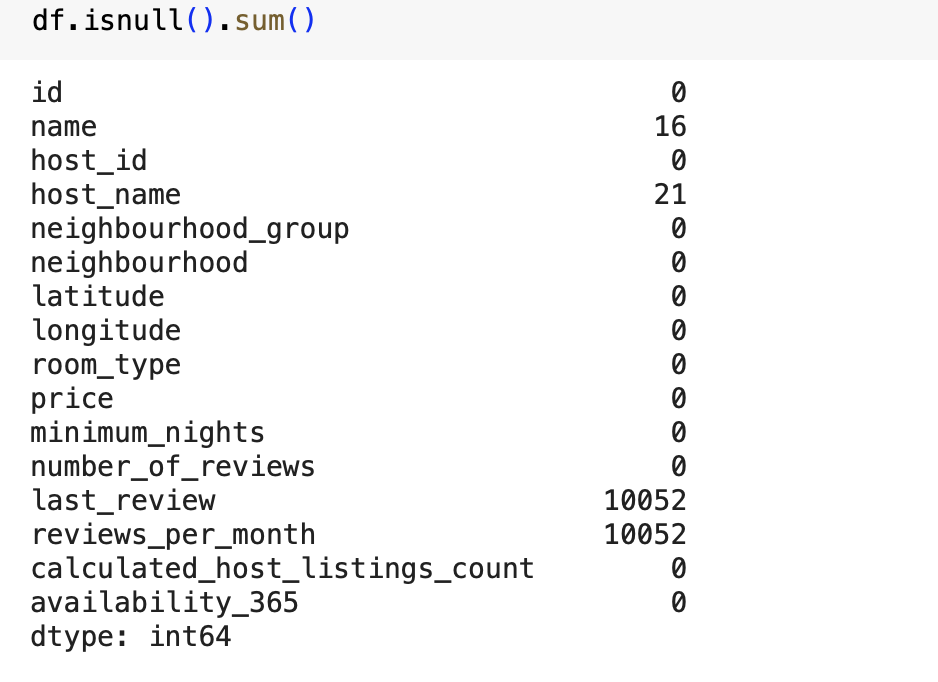 df.isnull().sum()
id 0
name 16
host_id 0
host_name 21
neighbourhood_group 0
neighbourhood 0
latitude 0
longitude 0
room_type 0
price 0
minimum_nights 0
number_of_reviews 0
last_review 10052
reviews_per_month 10052
calculated_host_listings_count 0
availability_365 0
dtype: int64